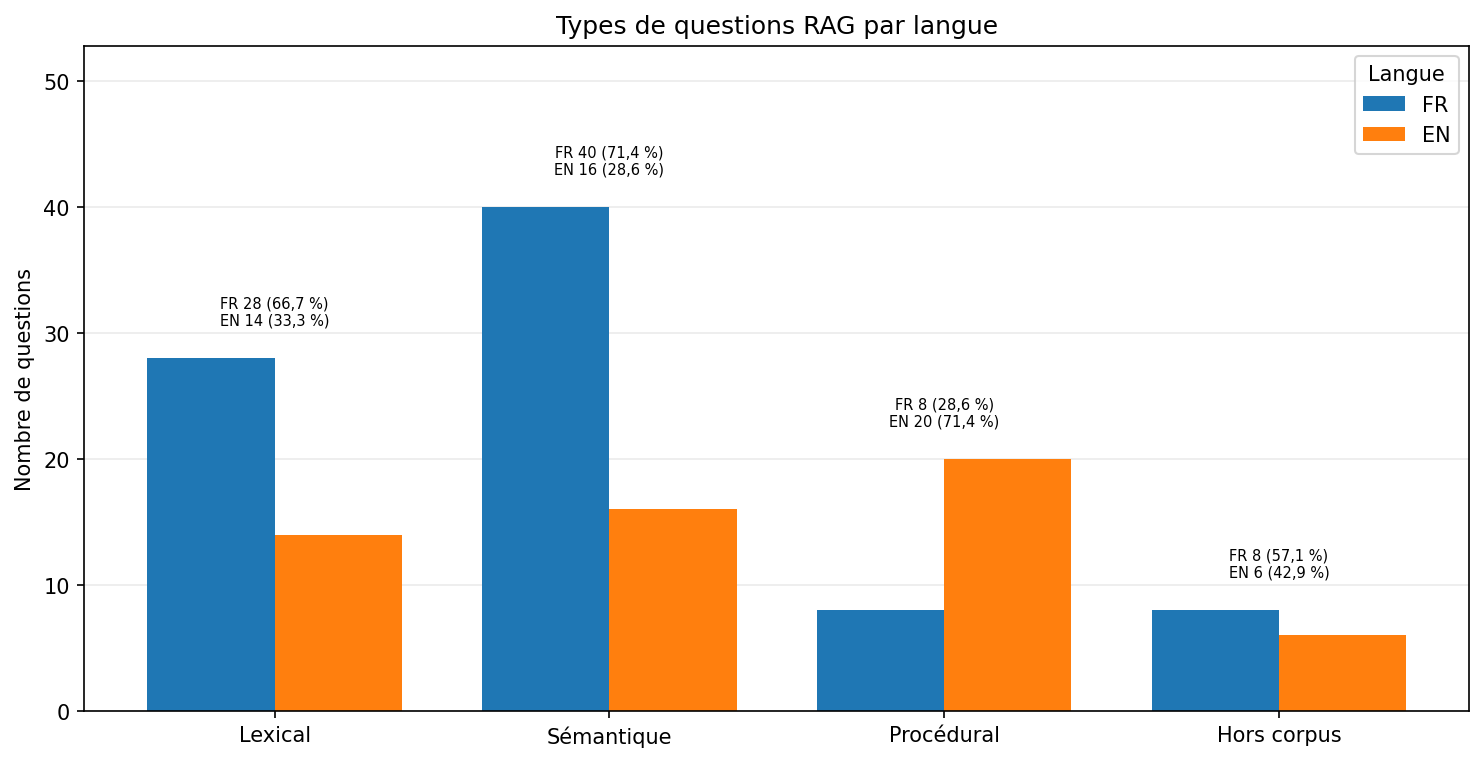 Types de questions RAG par langue
Nombre de questions
50
40
30
20
10
0
Langue
FR
EN
FR 28 (66,7 %)
EN 14 (33,3 %)
FR 40 (71,4 %)
EN 16 (28,6 %)
FR 8 (28,6 %)
EN 20 (71,4 %)
FR 8 (57,1 %)
EN 6 (42,9 %)
Lexical
Sémantique
Procédural
Hors corpus